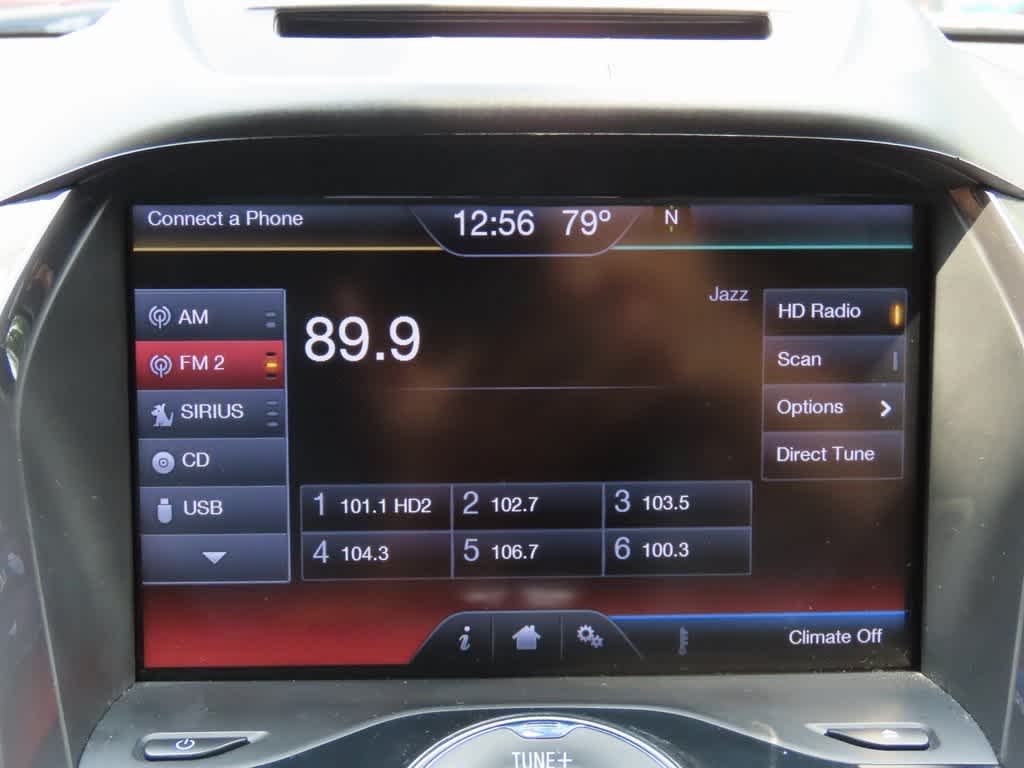 Connect a Phone
12:56 79º N
Jazz
AM
FM 2
SIRIUS
CD
USB
89.9
HD Radio
Scan
Options
Direct Tune
1 101.1 HD2
2 102.7
3 103.5
4 104.3
5 106.7
6 100.3
i
Climate Off
TUNE+